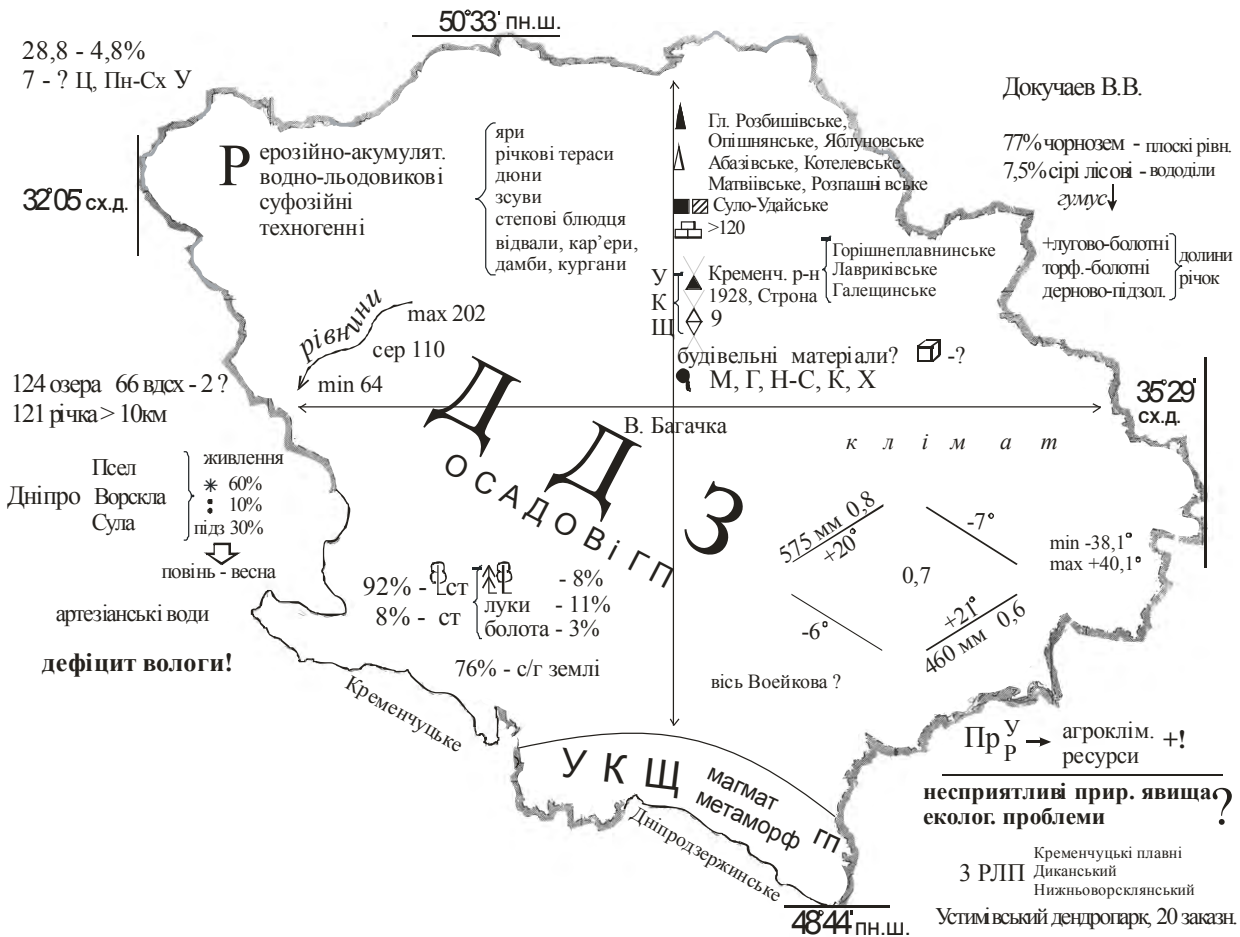 50°33' пн.ш.
28,8 - 4,8%
7 - ? Ц, Пн-Сх У
32°05' сх.д.
Р
ерозійно-акумулят.
водно-льодовикові
суфозійні
техногенні
яри
річкові тераси
дюни
зсуви
степові блюдця
відвали, кар’ери,
дамби, кургани
Гл. Розбишівське,
Опішнянське, Яблуновське
Абазівське, Котелевське,
Матвіївське, Розпашнівське
Суло-Удайське
>120
У
К
Щ
Кременч. р-н
1928, Строна
9
Горішнеплавнинське
Лавриківське
Галещинське
будівельні матеріали? -?
М, Г, Н-С, К, Х
Докучаев В.В.
77% чорнозем - плоскі рівн.
7,5% сірі лісові - вододіли
гумус
+лугово-болотні
торф.-болотні
дерново-підзол.
долини
річок
рівнини
max 202
сер 110
min 64
124 озера 66 вдсх - 2 ?
121 річка > 10км
35°29'
сх.д.
В. Багачка
Д Д З
ОСАДОВі ГП
клімат
Дніпро
Псел
Ворскла
Сула
живлення
60%
10%
підз 30%
повінь - весна
артезіанські води
дефіцит вологи!
575 мм 0,8
+20°
-7°
0,7
-6°
+21°
460 мм 0,6
min -38,1°
max +40,1°
92% - ст
8% - ст
- 8%
луки - 11%
болота - 3%
76% - с/г землі
вісь Воейкова ?
Кременчуцьке
УКЩ
магмат
метаморф
ГП
Дніпродзержинське
48°44' пн.ш.
Пр У
Р
агроклім.
ресурси
+!
несприятливі прир. явища
еколог. проблеми
?
3 РЛП
Кременчуцькі плавні
Диканський
Нижньоворсклянський
Устимівський дендропарк, 20 заказн.